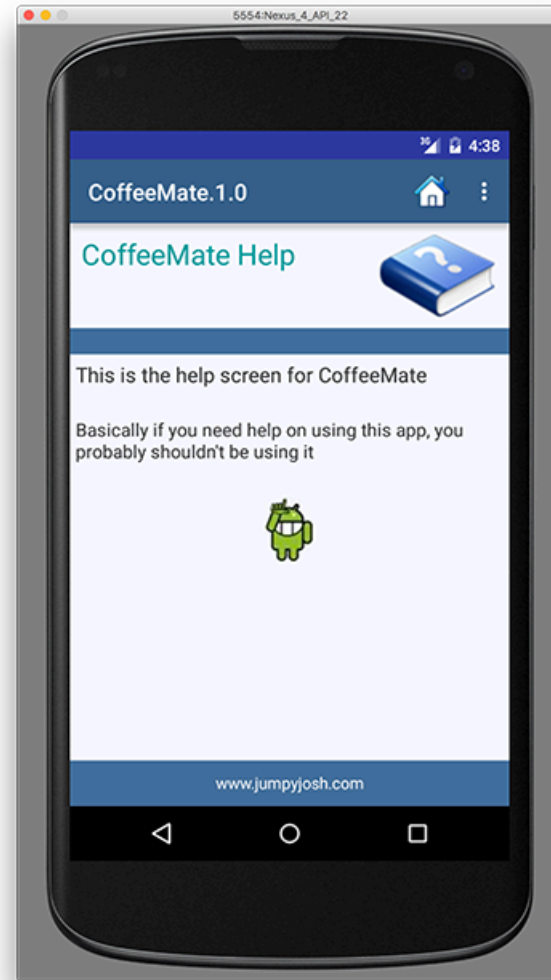 5554:Nexus_4_API_22
3G 4:38
CoffeeMate.1.0
CoffeeMate Help
?
This is the help screen for CoffeeMate
Basically if you need help on using this app, you
probably shouldn't be using it
www.jumpyjosh.com